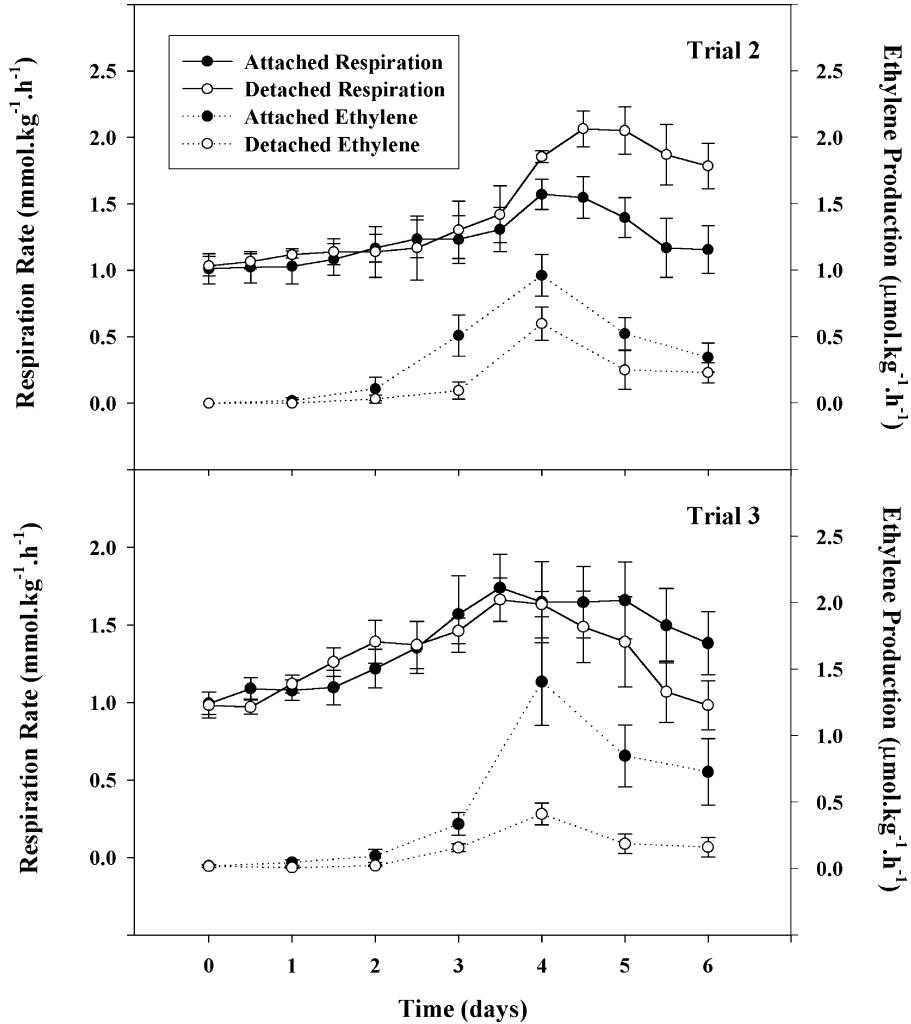 Trial 2
Attached Respiration
Detached Respiration
Attached Ethylene
Detached Ethylene
Respiration Rate (mmol.kg⁻¹.h⁻¹)
2.5
2.0
1.5
1.0
0.5
0.0
2.5
2.0
1.5
1.0
0.5
0.0
Ethylene Production (μmol.kg⁻¹.h⁻¹)
Trial 3
Respiration Rate (mmol.kg⁻¹.h⁻¹)
2.0
1.5
1.0
0.5
0.0
2.5
2.0
1.5
1.0
0.5
0.0
Ethylene Production (μmol.kg⁻¹.h⁻¹)
0 1 2 3 4 5 6
Time (days)